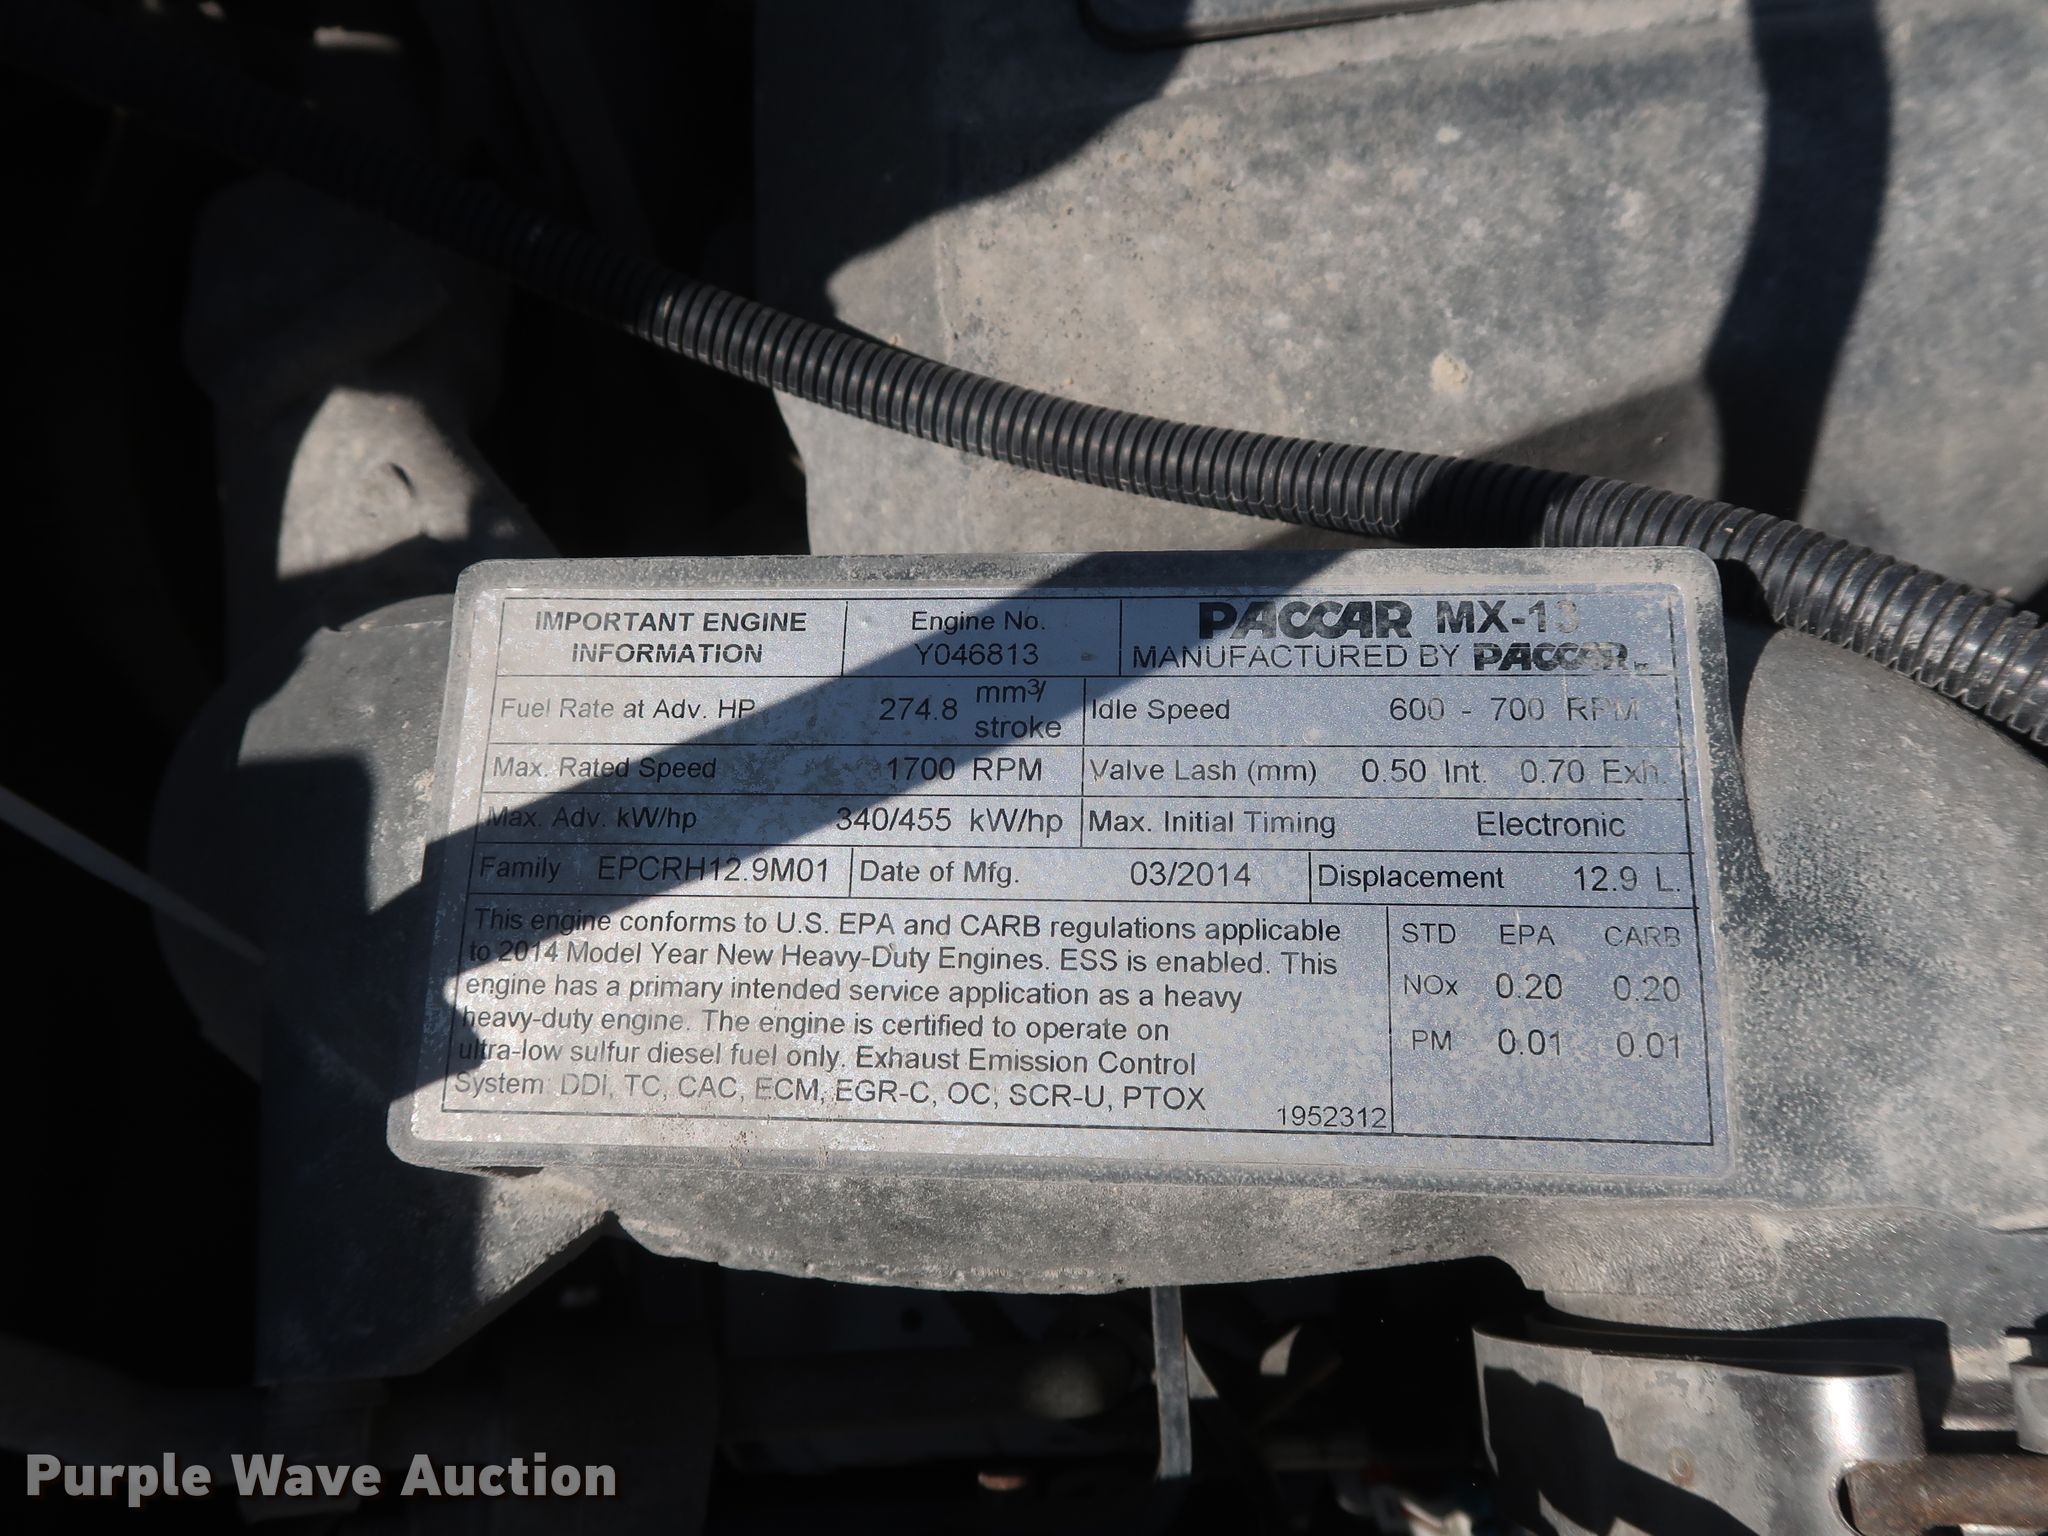 IMPORTANT ENGINE
INFORMATION
Engine No.
Y046813
PACCAR MX-13
MANUFACTURED BY PACCAR
Fuel Rate at Adv. HP 274.8 mm³/
stroke
Idle Speed 600 - 700 RPM
Max. Rated Speed 1700 RPM
Valve Lash (mm) 0.50 Int. 0.70 Exh.
Max. Adv. kW/hp 340/455 kW/hp
Max. Initial Timing Electronic
Family EPCRH12.9M01
Date of Mfg. 03/2014
Displacement 12.9 L.
This engine conforms to U.S. EPA and CARB regulations applicable
to 2014 Model Year New Heavy-Duty Engines. ESS is enabled. This
engine has a primary intended service application as a heavy
heavy-duty engine. The engine is certified to operate on
ultra-low sulfur diesel fuel only. Exhaust Emission Control
System: DDI, TC, CAC, ECM, EGR-C, OC, SCR-U, PTOX
1952312
STD EPA CARB
NOx 0.20 0.20
PM 0.01 0.01
Purple Wave Auction